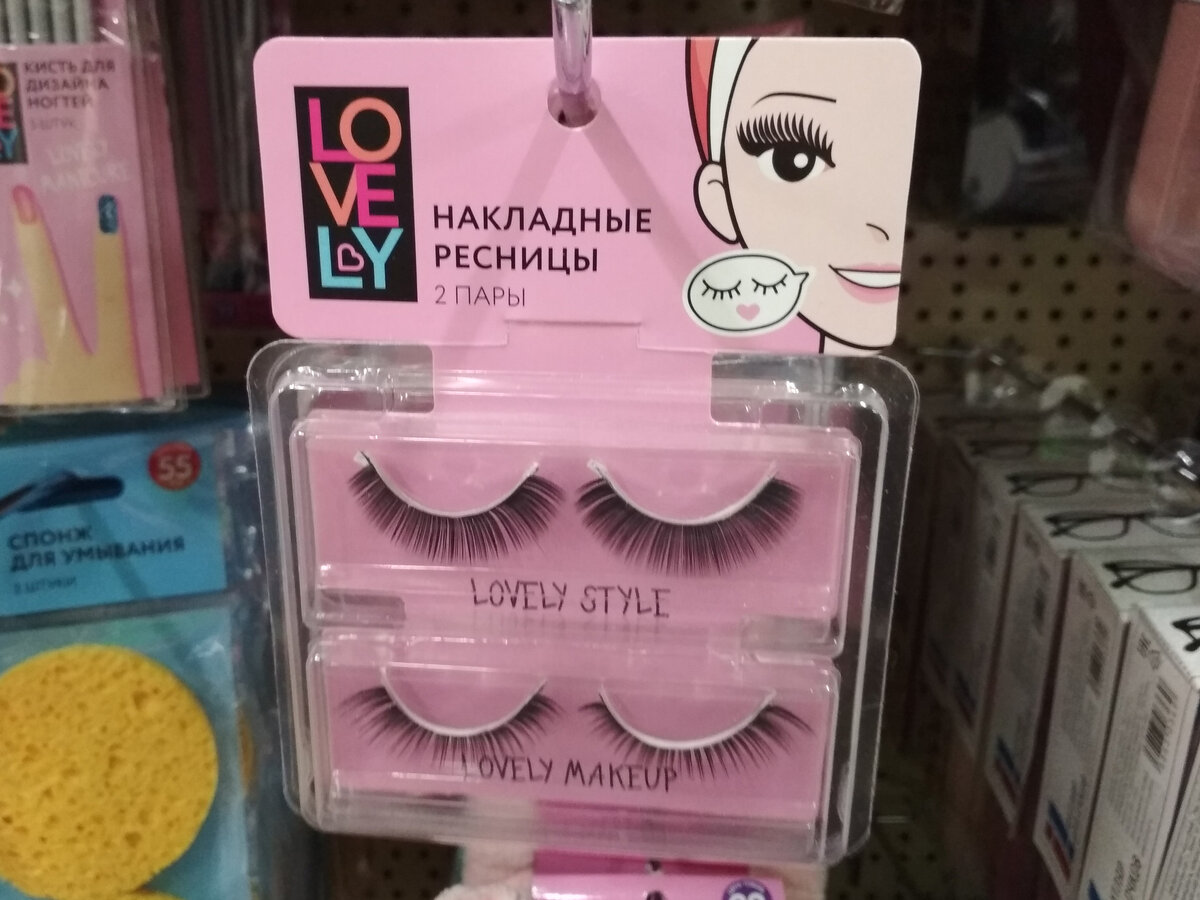 КИСТЬ ДЛЯ
ДИЗАЙНА
НОГТЕЙ
LO
VE
LY
НАКЛАДНЫЕ
РЕСНИЦЫ
2 ПАРЫ
55
СПОНЖ
ДЛЯ УМЫВАНИЯ
LOVELY STYLE
LOVELY MAKEUP